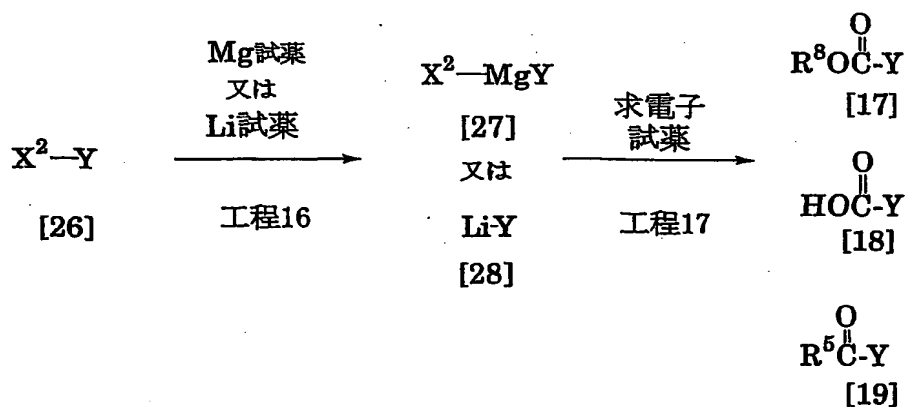 X²—Y
[26]
Mg試薬
又は
Li試薬
工程16
X²—MgY
[27]
又は
Li-Y
[28]
求電子
試薬
工程17
O
R⁸OC-Y
[17]
O
HOC-Y
[18]
O
R⁵C-Y
[19]